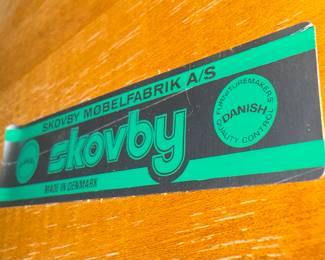 SKOVBY MØBELFABRIK A/S
skovby
MADE IN DENMARK
FURNITUREMAKERS
DANISH
QUALITY CONTROL